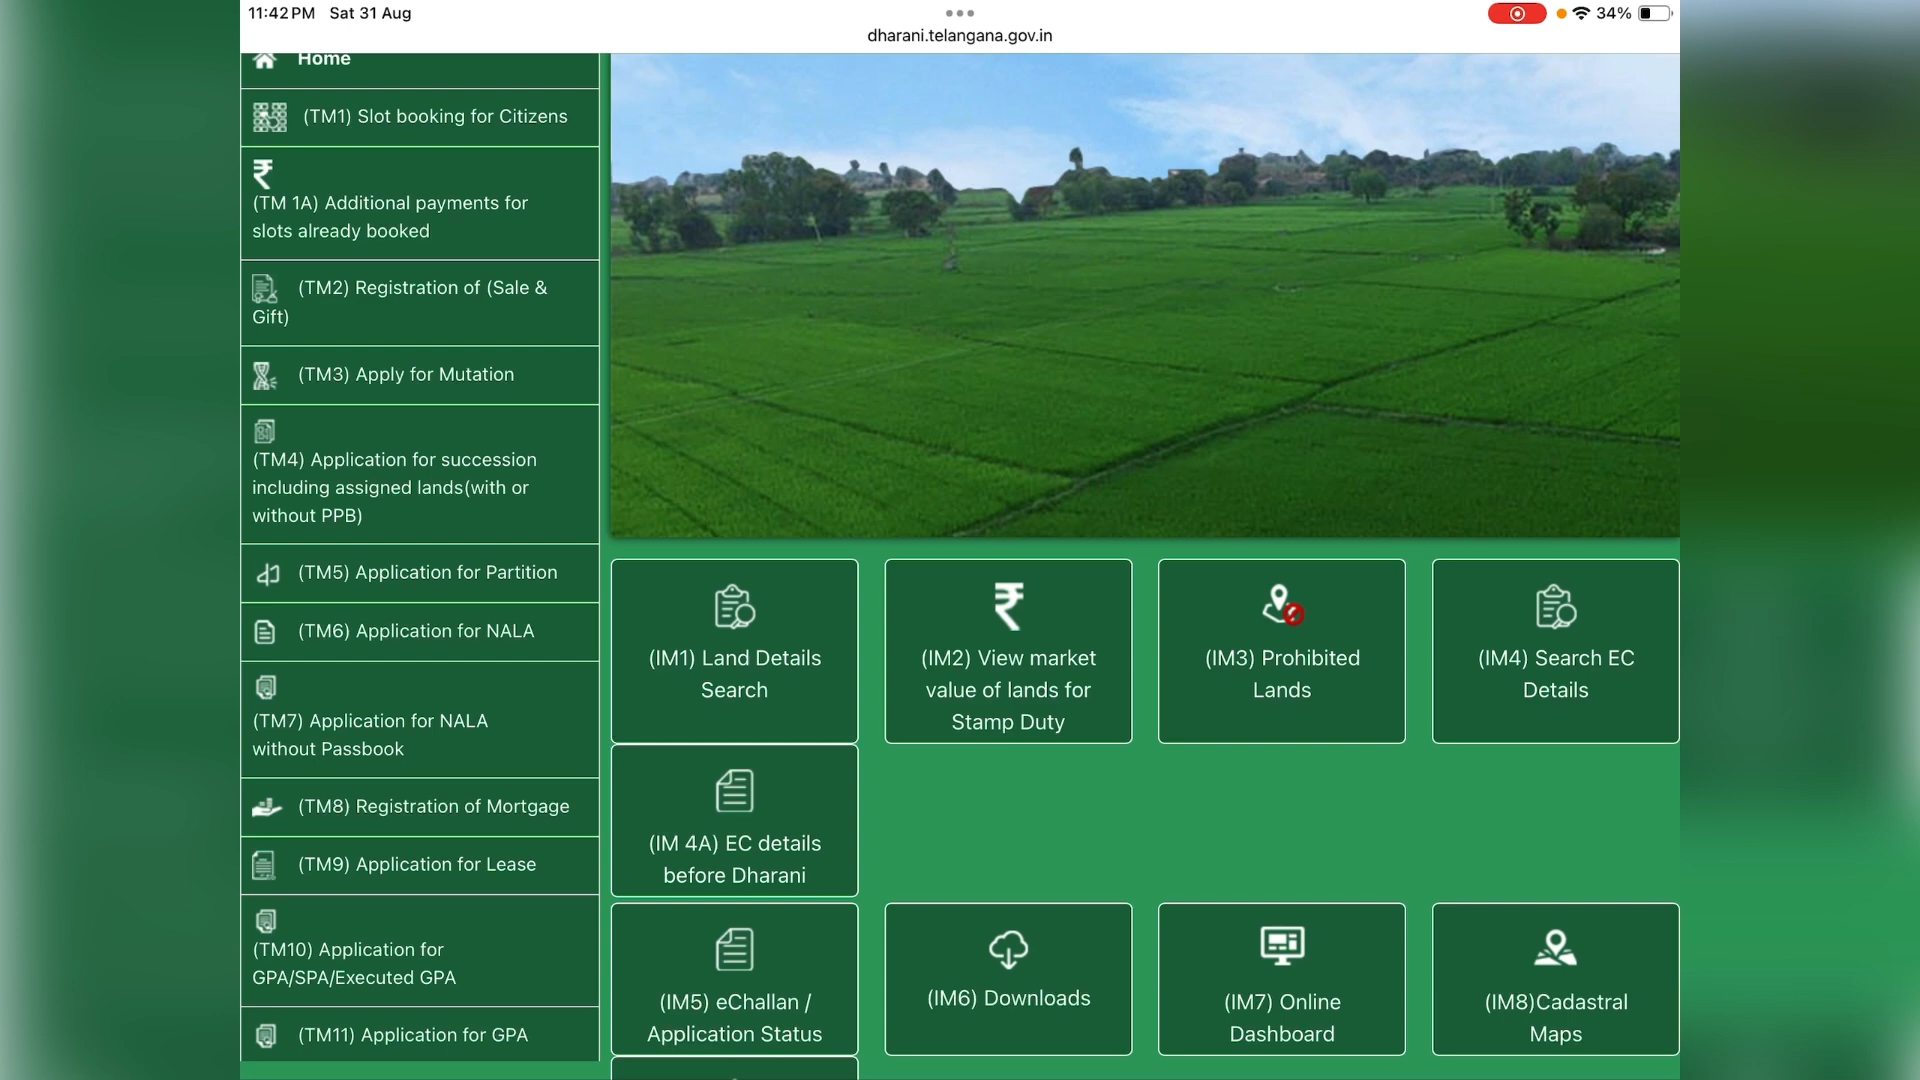 11:42 PM Sat 31 Aug
34%
dharani.telangana.gov.in
Home
(TM1) Slot booking for Citizens
(TM 1A) Additional payments for
slots already booked
(TM2) Registration of (Sale &
Gift)
(TM3) Apply for Mutation
(TM4) Application for succession
including assigned lands(with or
without PPB)
(TM5) Application for Partition
(TM6) Application for NALA
(TM7) Application for NALA
without Passbook
(TM8) Registration of Mortgage
(TM9) Application for Lease
(TM10) Application for
GPA/SPA/Executed GPA
(TM11) Application for GPA
(IM1) Land Details
Search
(IM2) View market
value of lands for
Stamp Duty
(IM3) Prohibited
Lands
(IM4) Search EC
Details
(IM 4A) EC details
before Dharani
(IM5) eChallan /
Application Status
(IM6) Downloads
(IM7) Online
Dashboard
(IM8)Cadastral
Maps